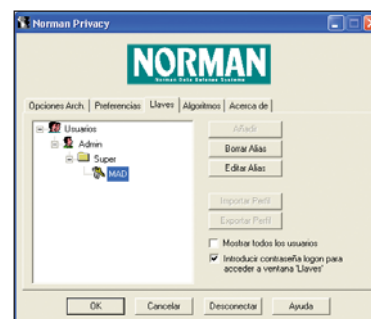 Norman Privacy
NORMAN
Norman Data Defense Systems
Opciones Arch. Preferencias Llaves Algoritmos Acerca de
Usuarios
Admin
Super
MAD
Añadir
Borrar Alias
Editar Alias
Importar Perfil
Exportar Perfil
Mostrar todos los usuarios
Introducir contraseña logon para
acceder a ventana 'Llaves'
OK Cancelar Desconectar Ayuda